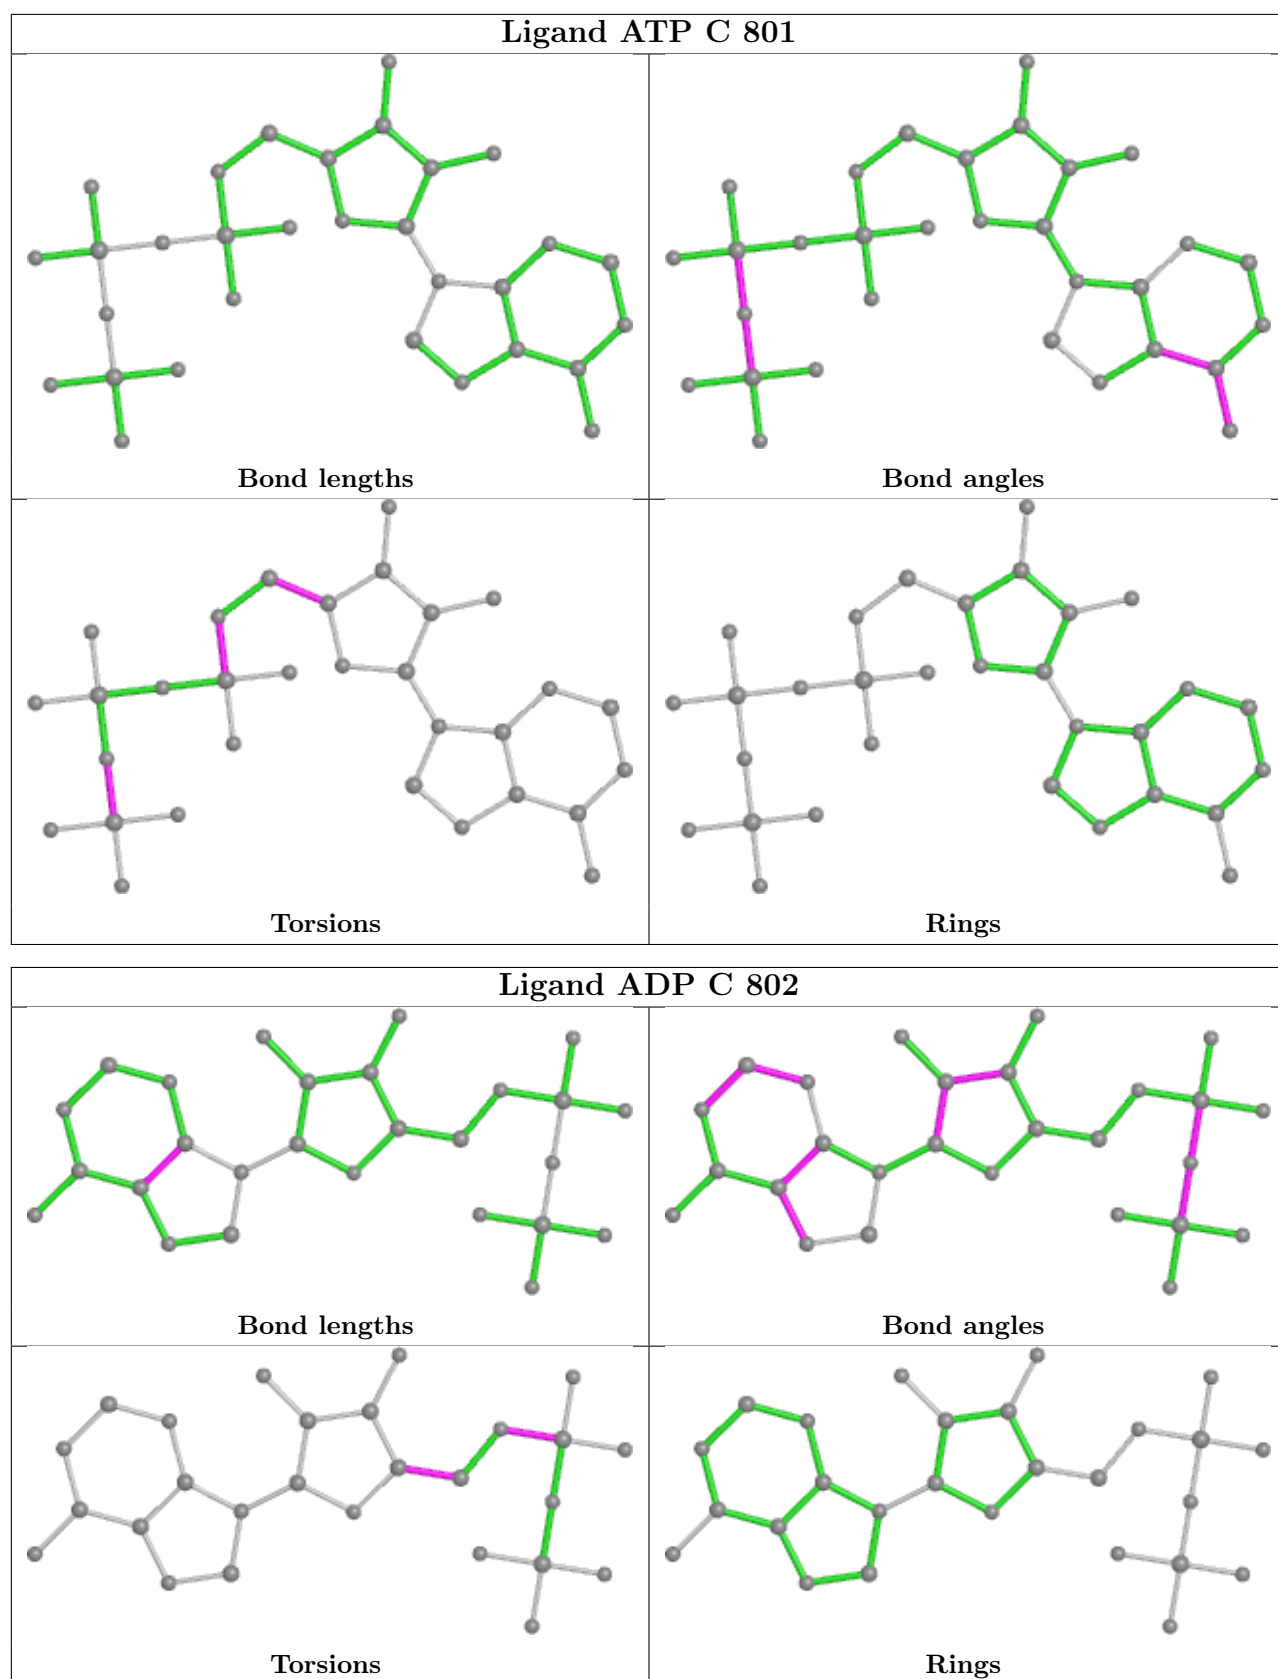 Ligand ATP C 801
Bond lengths
Bond angles
Torsions
Rings
Ligand ADP C 802
Bond lengths
Bond angles
Torsions
Rings